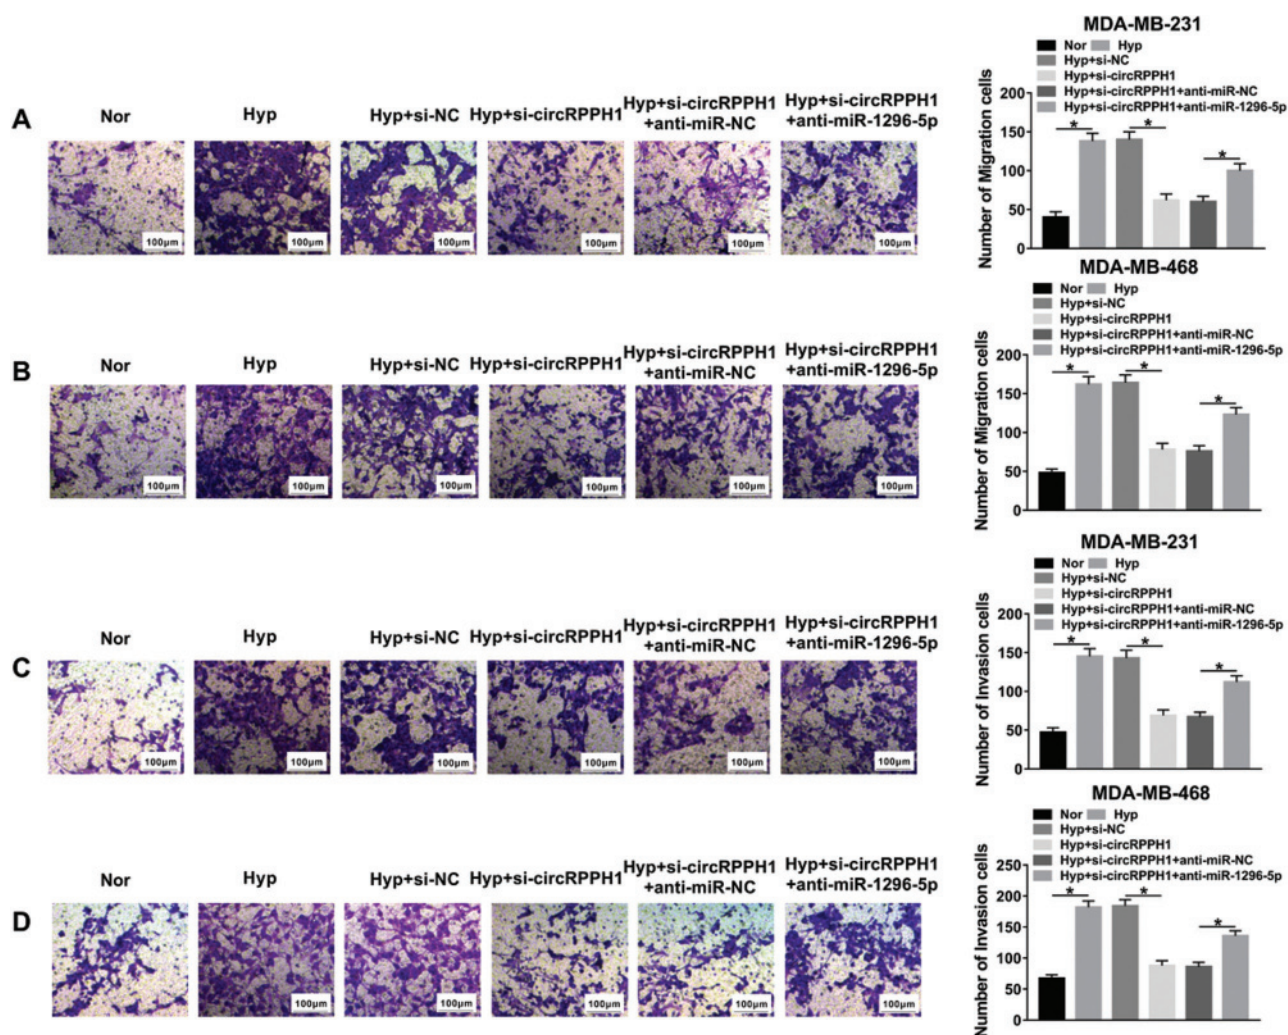 A
Nor
Hyp
Hyp+si-NC
Hyp+si-circRPPH1
Hyp+si-circRPPH1
+anti-miR-NC
Hyp+si-circRPPH1
+anti-miR-1296-5p
100μm
100μm
100μm
100μm
100μm
100μm
MDA-MB-231
Nor Hyp
Hyp+si-NC
Hyp+si-circRPPH1
Hyp+si-circRPPH1+anti-miR-NC
Hyp+si-circRPPH1+anti-miR-1296-5p
Number of Migration cells
200
150
100
50
0
* * *
B
Nor
Hyp
Hyp+si-NC
Hyp+si-circRPPH1
Hyp+si-circRPPH1
+anti-miR-NC
Hyp+si-circRPPH1
+anti-miR-1296-5p
100μm
100μm
100μm
100μm
100μm
100μm
MDA-MB-468
Nor Hyp
Hyp+si-NC
Hyp+si-circRPPH1
Hyp+si-circRPPH1+anti-miR-NC
Hyp+si-circRPPH1+anti-miR-1296-5p
Number of Migration cells
200
150
100
50
0
* * *
C
Nor
Hyp
Hyp+si-NC
Hyp+si-circRPPH1
Hyp+si-circRPPH1
+anti-miR-NC
Hyp+si-circRPPH1
+anti-miR-1296-5p
100μm
100μm
100μm
100μm
100μm
100μm
MDA-MB-231
Nor Hyp
Hyp+si-NC
Hyp+si-circRPPH1
Hyp+si-circRPPH1+anti-miR-NC
Hyp+si-circRPPH1+anti-miR-1296-5p
Number of Invasion cells
200
150
100
50
0
* * *
D
Nor
Hyp
Hyp+si-NC
Hyp+si-circRPPH1
Hyp+si-circRPPH1
+anti-miR-NC
Hyp+si-circRPPH1
+anti-miR-1296-5p
100μm
100μm
100μm
100μm
100μm
100μm
MDA-MB-468
Nor Hyp
Hyp+si-NC
Hyp+si-circRPPH1
Hyp+si-circRPPH1+anti-miR-NC
Hyp+si-circRPPH1+anti-miR-1296-5p
Number of Invasion cells
250
200
150
100
50
0
* * *